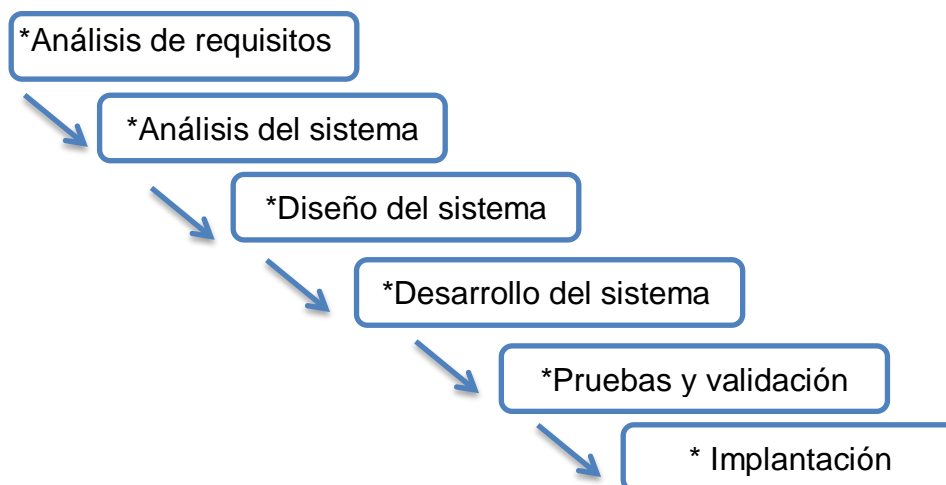 *Análisis de requisitos
*Análisis del sistema
*Diseño del sistema
*Desarrollo del sistema
*Pruebas y validación
* Implantación